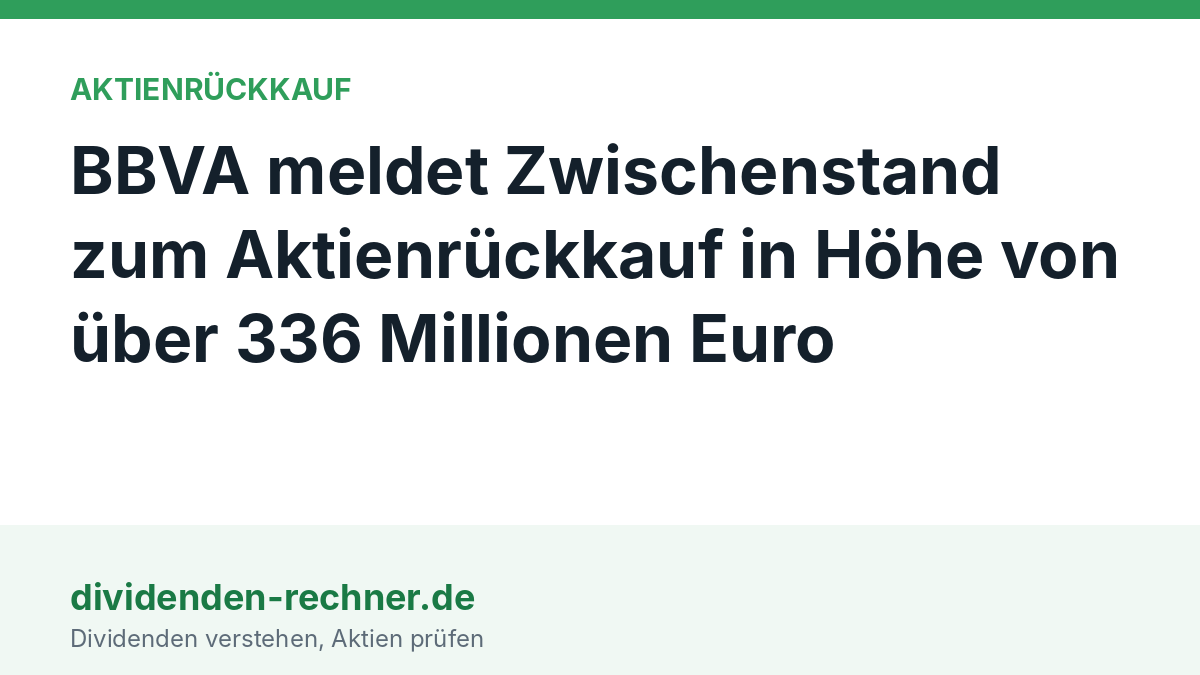 AKTIENRÜCKKAUF
BBVA meldet Zwischenstand
zum Aktienrückkauf in Höhe von
über 336 Millionen Euro
dividenden-rechner.de
Dividenden verstehen, Aktien prüfen